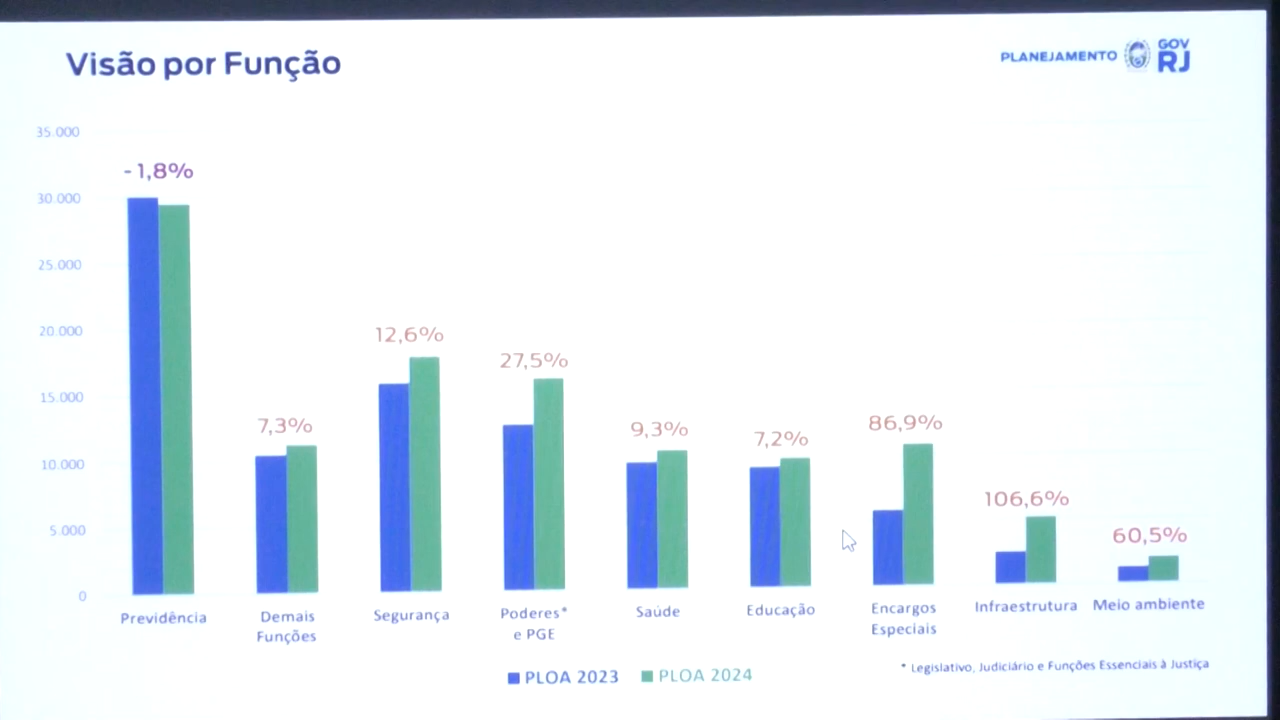 Visão por Função
PLANEJAMENTO
GOV
RJ
35.000
30.000
25.000
20.000
15.000
10.000
5.000
0
-1,8%
7,3%
12,6%
27,5%
9,3%
7,2%
86,9%
106,6%
60,5%
Previdência
Demais
Funções
Segurança
Poderes*
e PGE
Saúde
Educação
Encargos
Especiais
Infraestrutura
Meio ambiente
PLOA 2023
PLOA 2024
* Legislativo, Judiciário e Funções Essenciais à Justiça